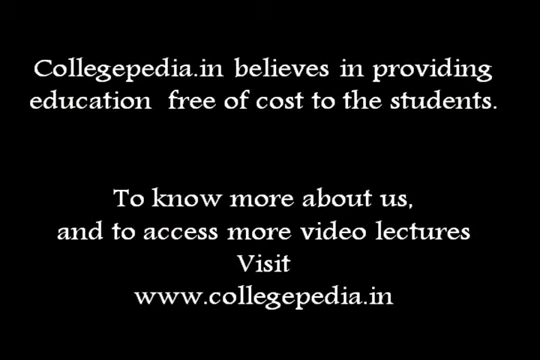 Collegepedia.in believes in providing
education free of cost to the students.
To know more about us,
and to access more video lectures
Visit
www.collegepedia.in